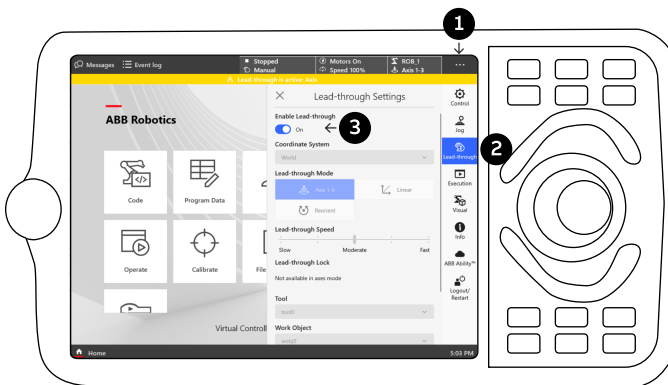 1
Messages
Event log
Stopped
Manual
Motors On
Speed 100%
ROB_1
Axis 1-3
...
Lead-through is active: Axis
ABB Robotics
Code
Program Data
Operate
Calibrate
File
Virtual Controll
Lead-through Settings
Enable Lead-through
On
3
Coordinate System
World
Lead-through Mode
Axis 1-6
Linear
Reorient
Lead-through Speed
Slow
Moderate
Fast
Lead-through Lock
Not available in axes mode
Tool
tool0
Work Object
wobj0
Control
Jog
Lead-through
2
Execution
Visual
Info
ABB Ability™
Logout/
Restart
Home
5:03 PM